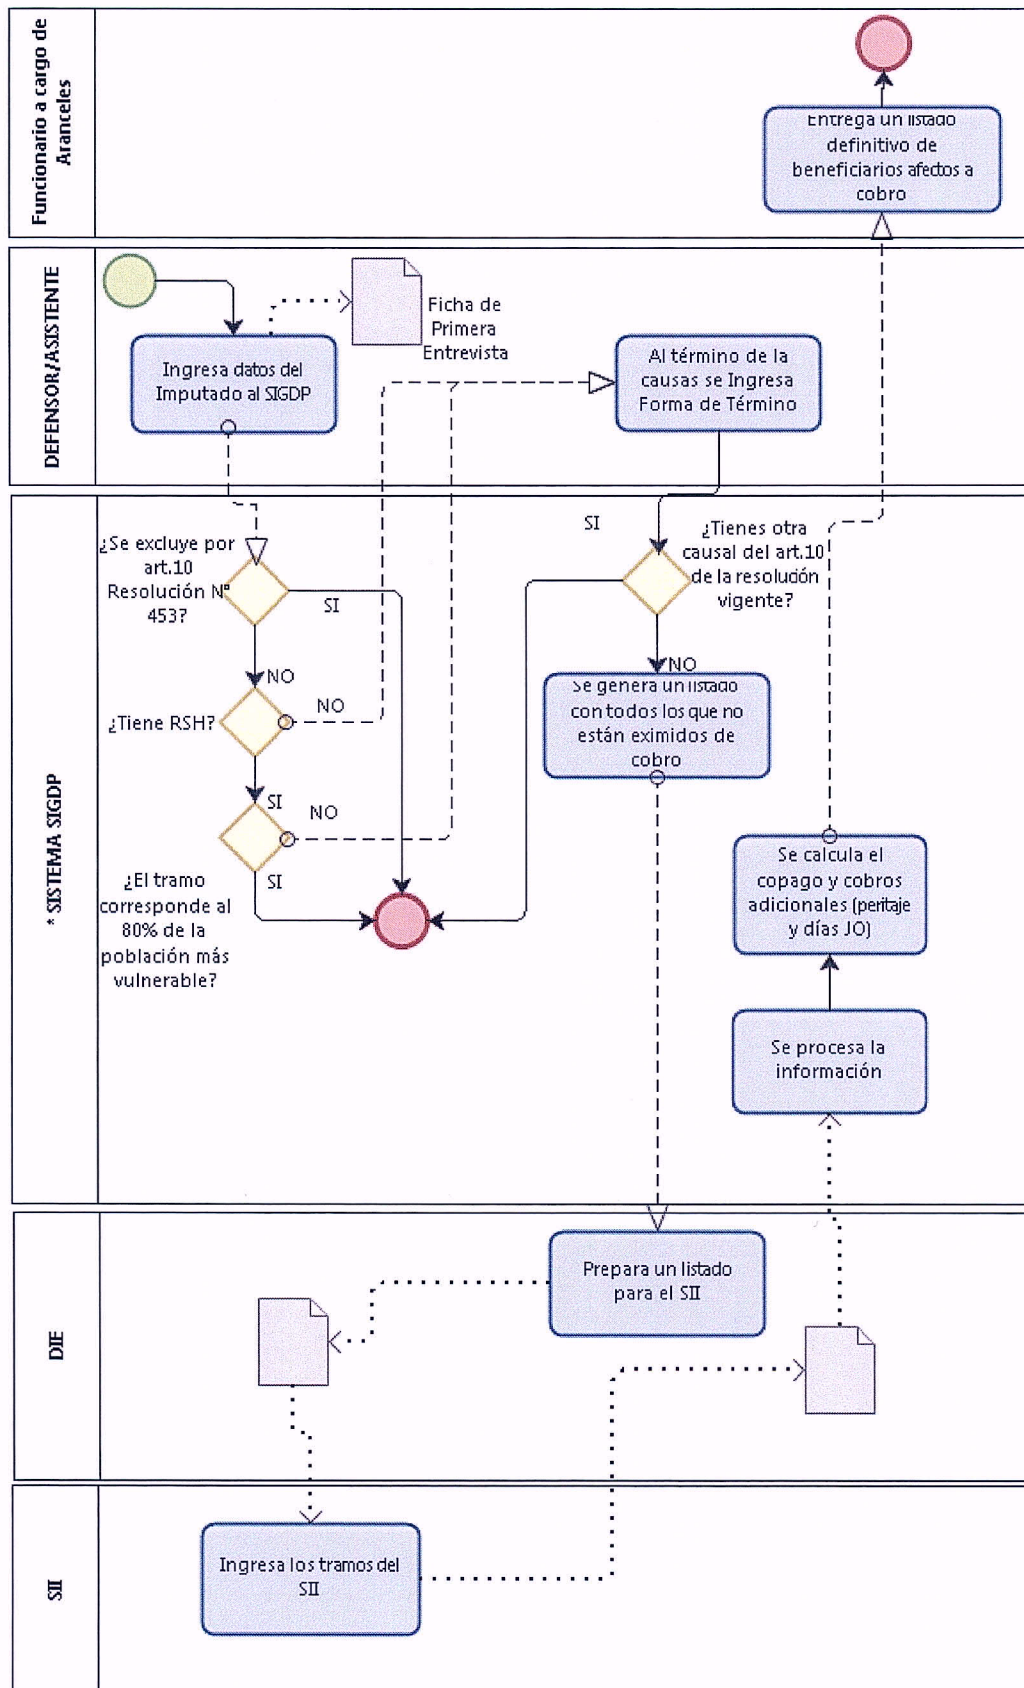 Funcionario a cargo de
Aranceles
Entrega un listado
definitivo de
beneficiarios afectos a
cobro
DEFENSOR/ASISTENTE
Ficha de
Primera
Entrevista
Ingresa datos del
Imputado al SIGDP
Al término de la
causas se Ingresa
Forma de Término
* SISTEMA SIGDP
¿Se excluye por
art.10
Resolución Nº
453?
SI
NO
¿Tiene RSH?
NO
SI
NO
¿El tramo
corresponde al
80% de la
población más
vulnerable?
SI
SI
¿Tienes otra
causal del art.10
de la resolución
vigente?
NO
Se genera un listado
con todos los que no
están eximidos de
cobro
Se calcula el
copago y cobros
adicionales (peritaje
y días JO)
Se procesa la
información
DIE
Prepara un listado
para el SII
SII
Ingresa los tramos del
SII